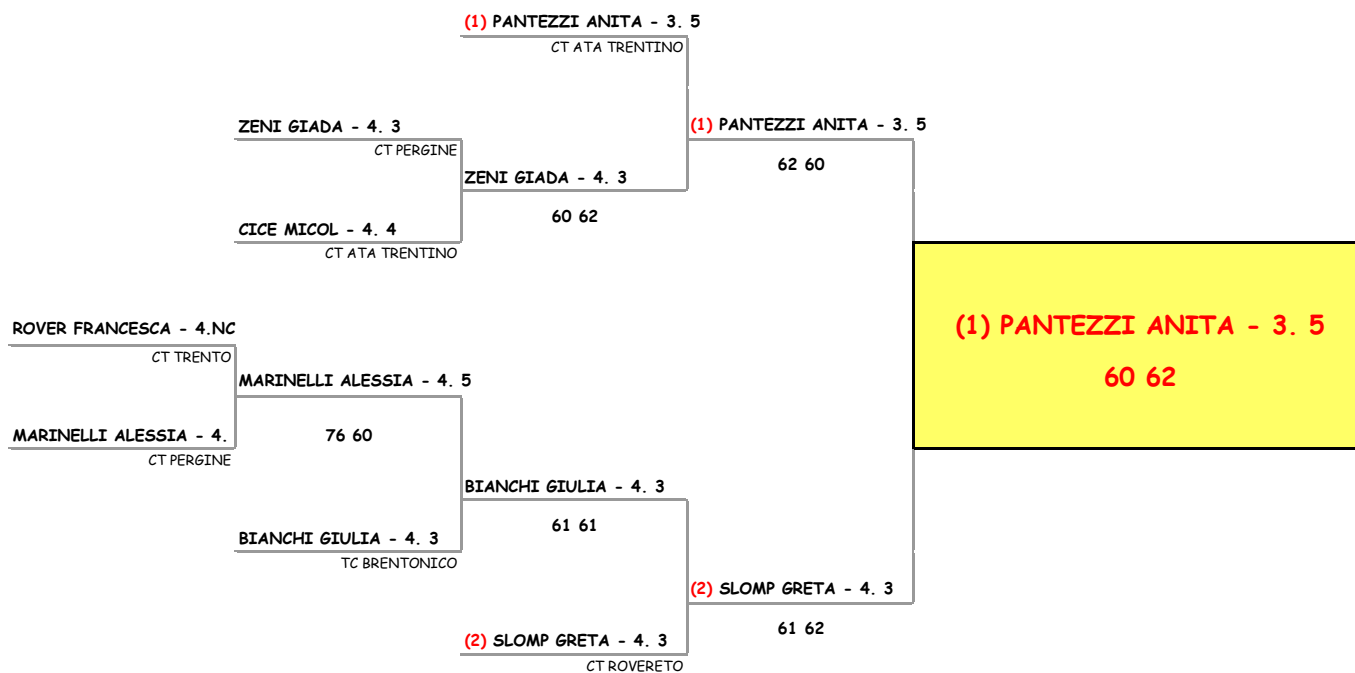 (1) PANTEZZI ANITA - 3. 5
CT ATA TRENTINO
ZENI GIADA - 4. 3
CT PERGINE
(1) PANTEZZI ANITA - 3. 5
62 60
ZENI GIADA - 4. 3
60 62
CICE MICOL - 4. 4
CT ATA TRENTINO
(1) PANTEZZI ANITA - 3. 5
60 62
ROVER FRANCESCA - 4.NC
CT TRENTO
MARINELLI ALESSIA - 4. 5
76 60
MARINELLI ALESSIA - 4.
CT PERGINE
BIANCHI GIULIA - 4. 3
61 61
BIANCHI GIULIA - 4. 3
TC BRENTONICO
(2) SLOMP GRETA - 4. 3
61 62
(2) SLOMP GRETA - 4. 3
CT ROVERETO